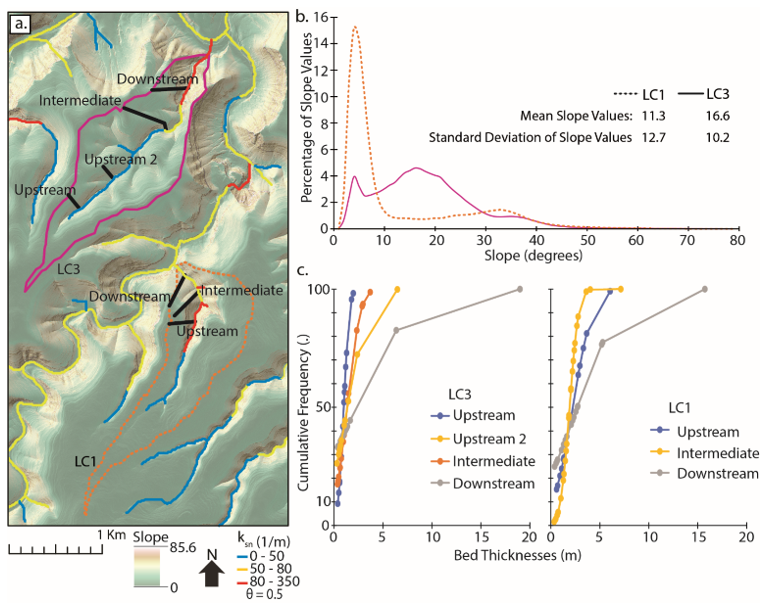 a.
Downstream
Intermediate
Upstream 2
Upstream
LC3
Downstream
Intermediate
Upstream
LC1
1 Km
Slope
85.6
0
N
ksn (1/m)
0 - 50
50 - 80
80 - 350
θ = 0.5
b.
Percentage of Slope Values
16
14
12
10
8
6
4
2
0
0 10 20 30 40 50 60 70 80
Slope (degrees)
LC1 LC3
Mean Slope Values: 11.3 16.6
Standard Deviation of Slope Values 12.7 10.2
c.
Cumulative Frequency (.)
100
50
10
0
0 5 10 15 20
LC3
Upstream
Upstream 2
Intermediate
Downstream
0 5 10 15 20
LC1
Upstream
Intermediate
Downstream
Bed Thicknesses (m)